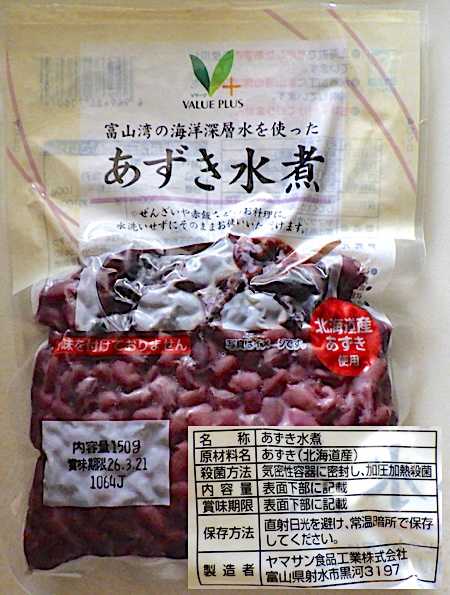 VALUE PLUS
富山湾の海洋深層水を使った
あずき水煮
ぜんざいや赤飯などのお料理に、
水洗いせずにそのままお使いいただけます。
味を付けておりません
写真はイメージです。
北海道産
あずき
使用
内容量150g
賞味期限26.3.21
1064J
名　称 あずき水煮
原材料名 あずき(北海道産)
殺菌方法 気密性容器に密封し、加圧加熱殺菌
内容量 表面下部に記載
賞味期限 表面下部に記載
保存方法 直射日光を避け、常温暗所で保存
してください。
製造者 ヤマサン食品工業株式会社
富山県射水市黒河3197